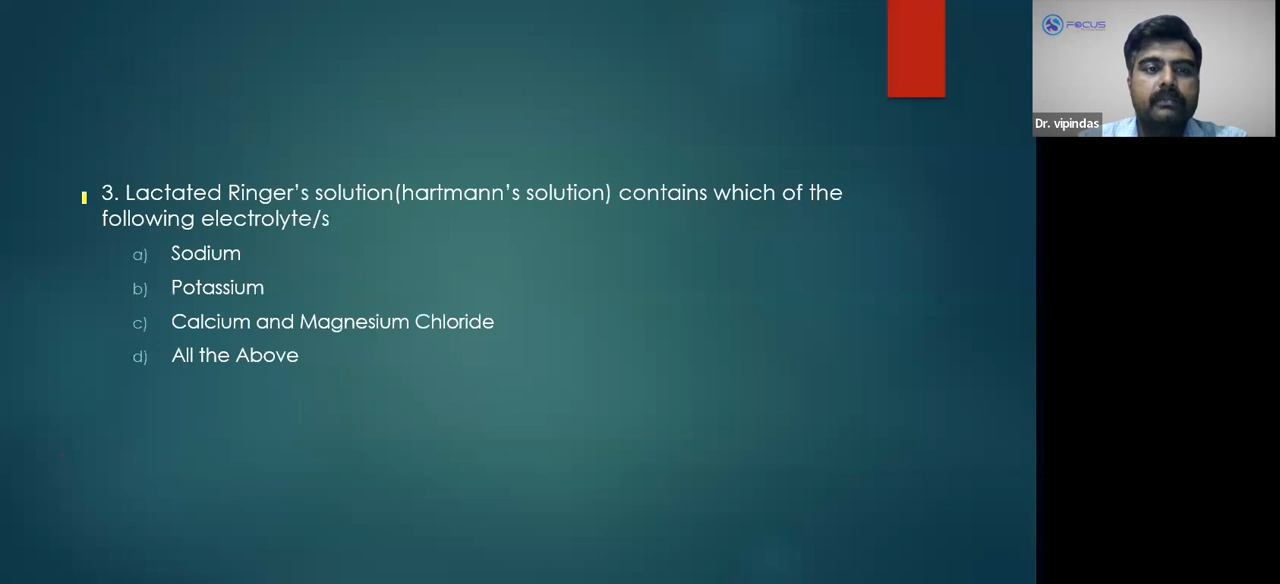 FOCUS
Dr. vipindas
3. Lactated Ringer's solution(hartmann's solution) contains which of the
following electrolyte/s
a) Sodium
b) Potassium
c) Calcium and Magnesium Chloride
d) All the Above